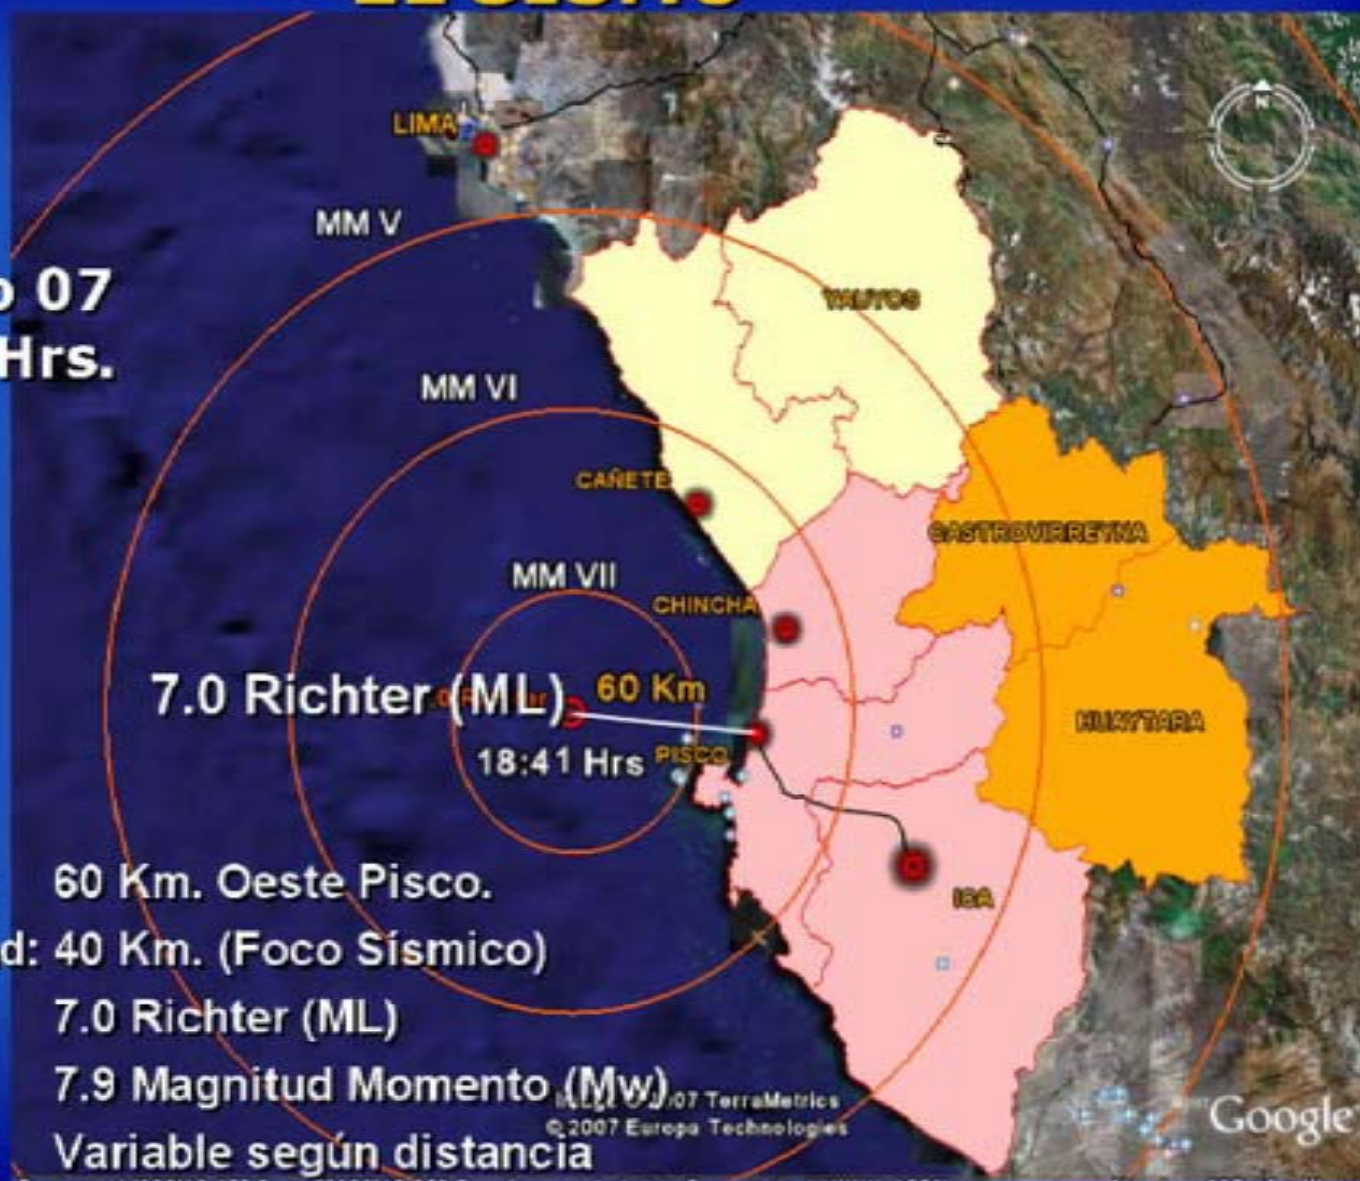 EL SISMO
LIMA
MM V
07
Hrs.
YAUYOS
MM VI
CAÑETE
CASTROVIRREYNA
MM VII
CHINCHA
7.0 Richter (ML)
60 Km
HUAYTARA
18:41 Hrs
PISCO
60 Km. Oeste Pisco.
ICA
d: 40 Km. (Foco Sísmico)
7.0 Richter (ML)
7.9 Magnitud Momento (Mw)
TerraMetrics
© 2007 Europa Technologies
Google
Variable según distancia
N